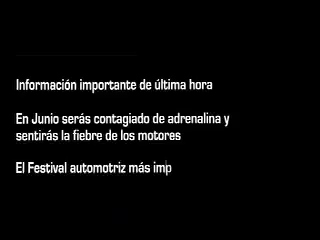 Información importante de última hora
En Junio serás contagiado de adrenalina y
sentirás la fiebre de los motores
El Festival automotriz más imp